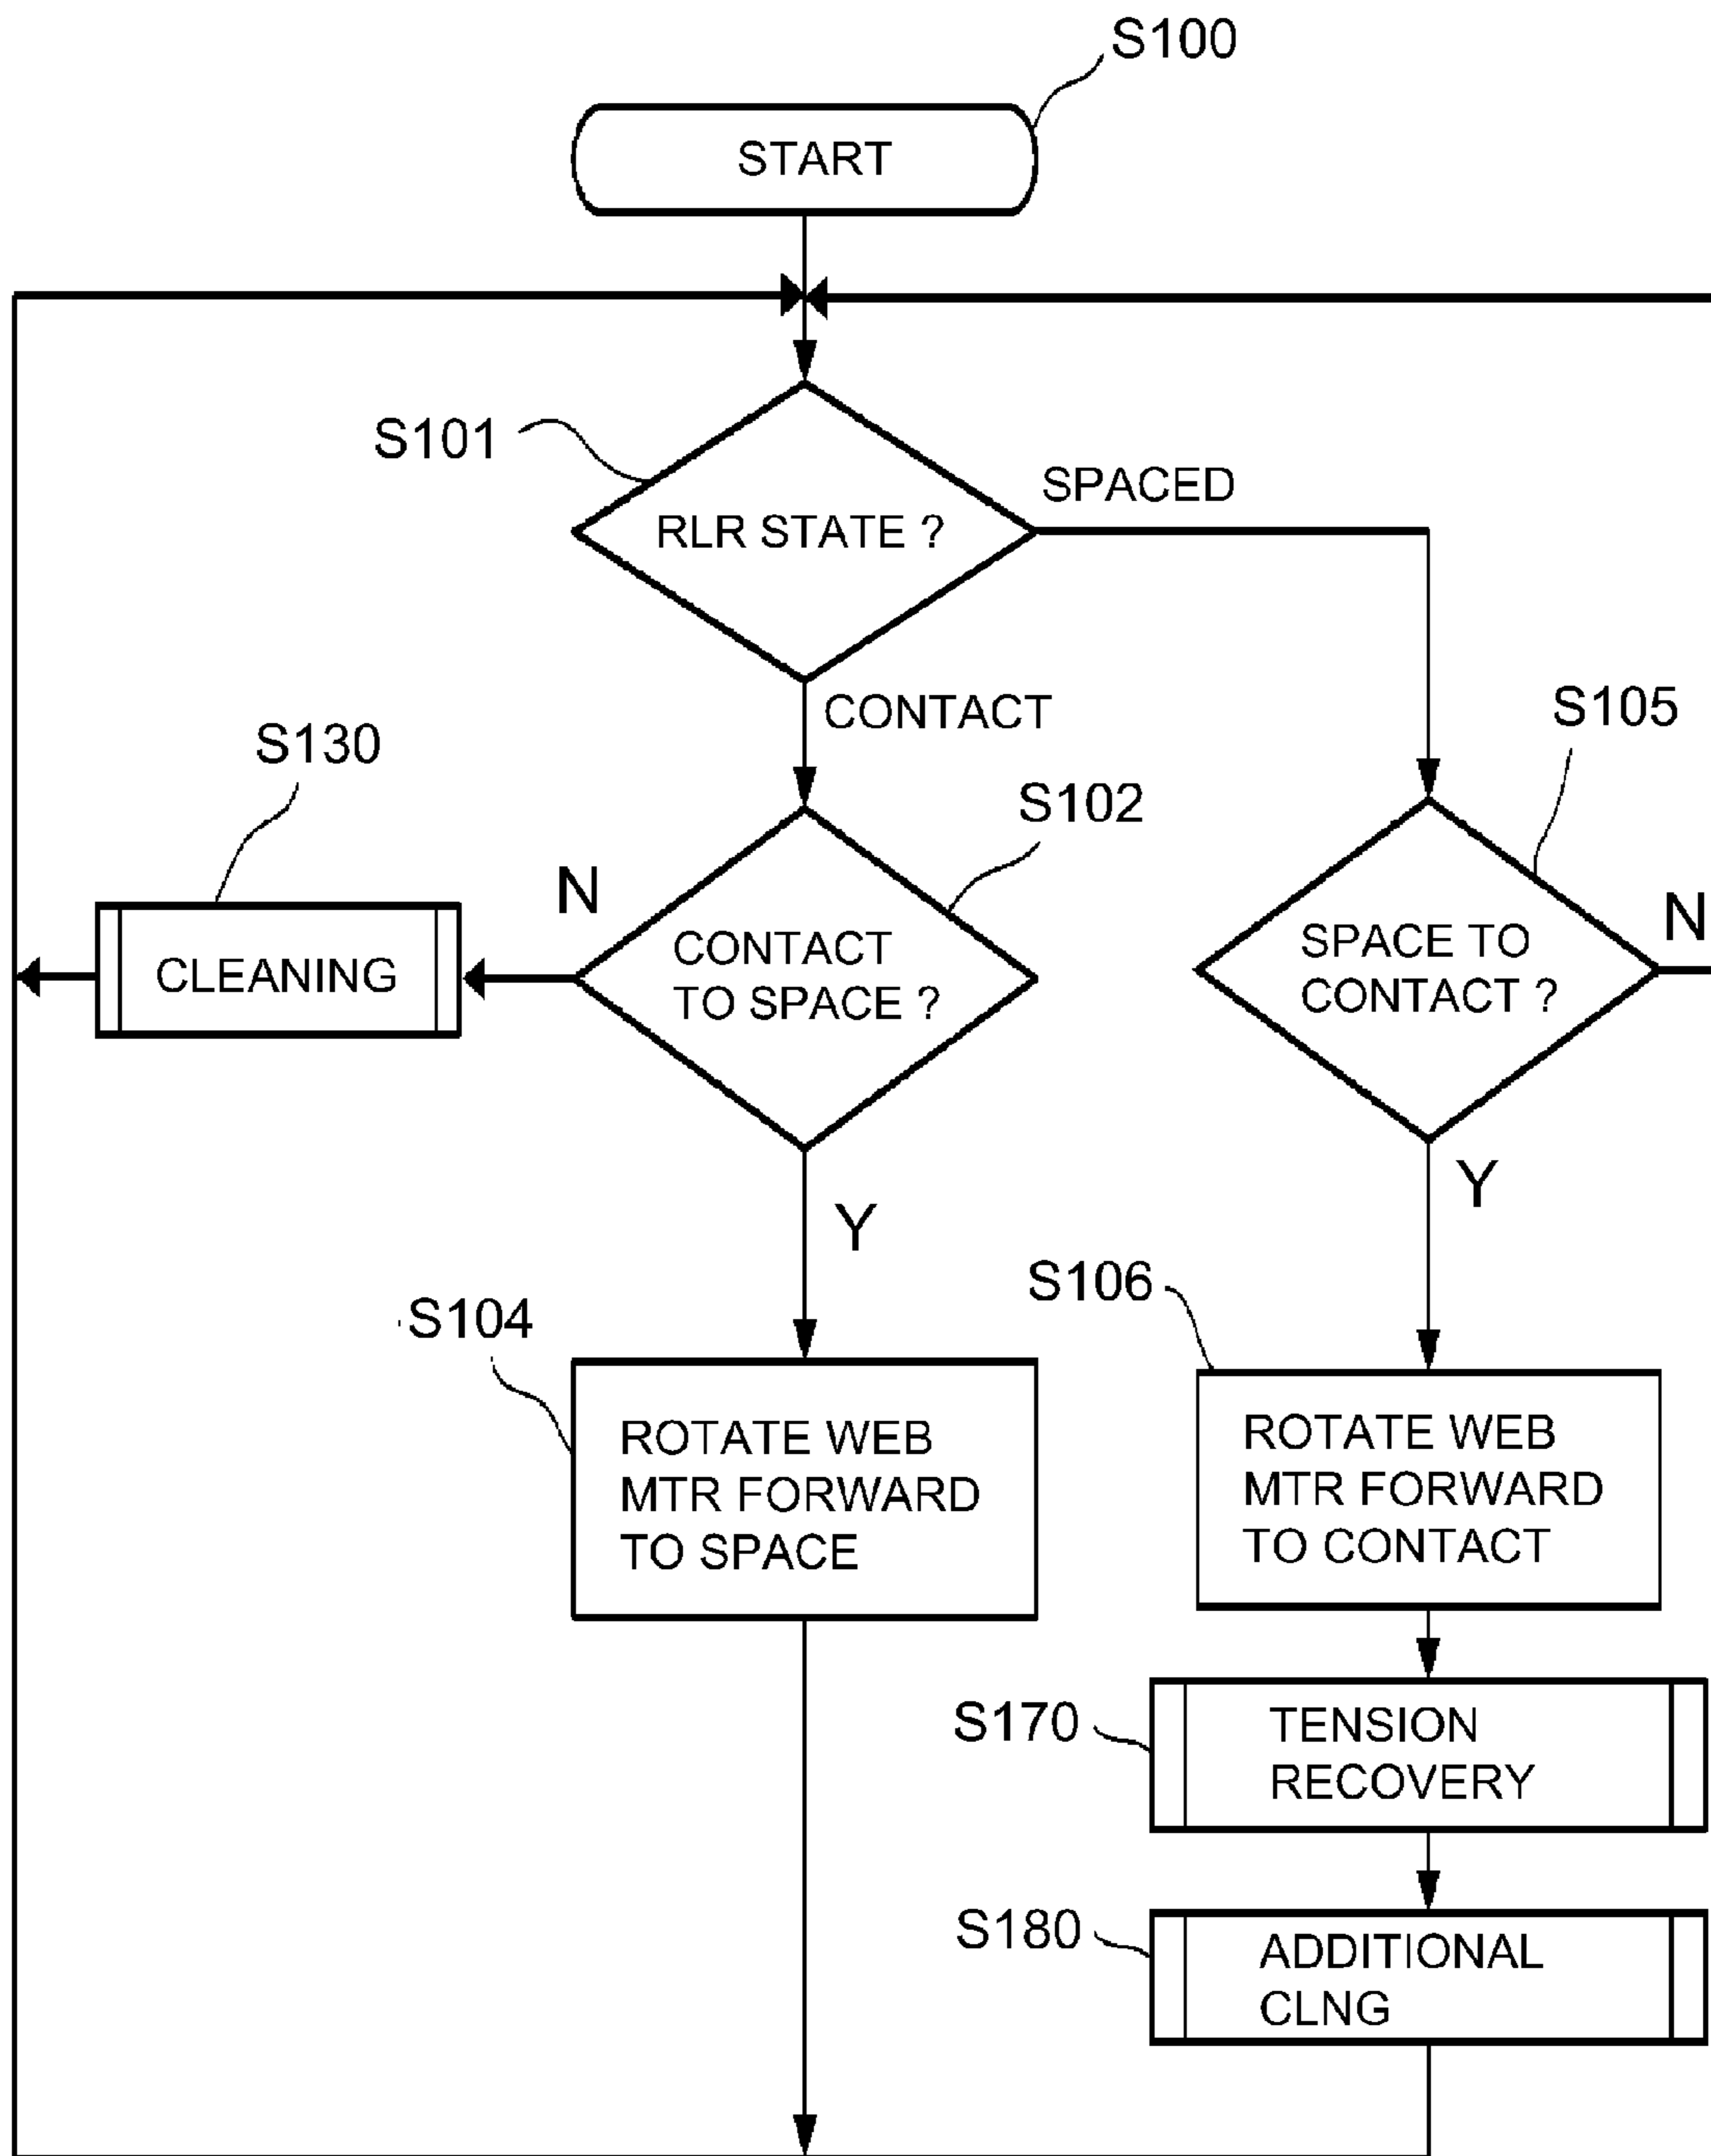 S100
START
S101
RLR STATE ?
SPACED
CONTACT
S105
S130
S102
N
CLEANING
CONTACT
TO SPACE ?
SPACE TO
CONTACT ?
N
Y
Y
S104
S106
ROTATE WEB
MTR FORWARD
TO SPACE
ROTATE WEB
MTR FORWARD
TO CONTACT
S170
TENSION
RECOVERY
S180
ADDITIONAL
CLNG